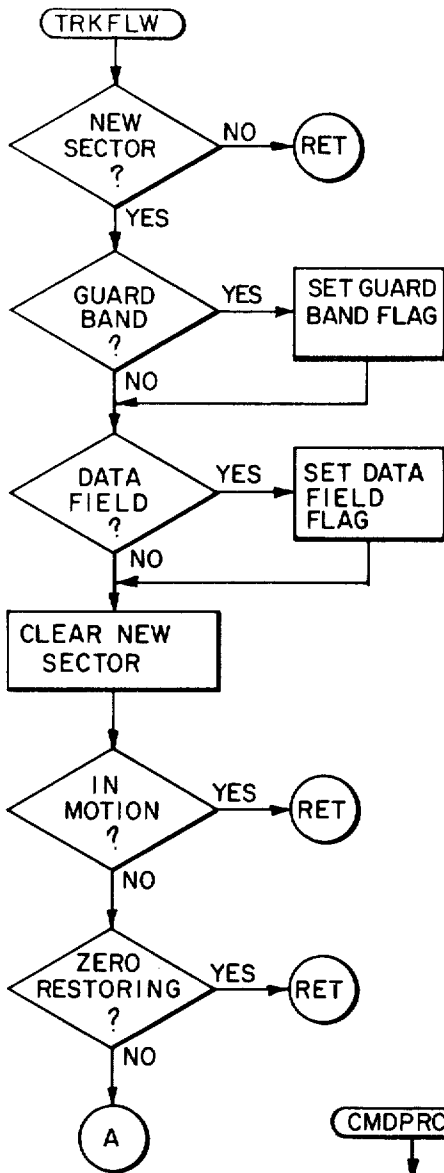 TRKFLW
NEW
SECTOR
?
NO
RET
YES
GUARD
BAND
?
YES
SET GUARD
BAND FLAG
NO
DATA
FIELD
?
YES
SET DATA
FIELD
FLAG
NO
CLEAR NEW
SECTOR
IN
MOTION
?
YES
RET
NO
ZERO
RESTORING
?
YES
RET
NO
A
CMDPRO